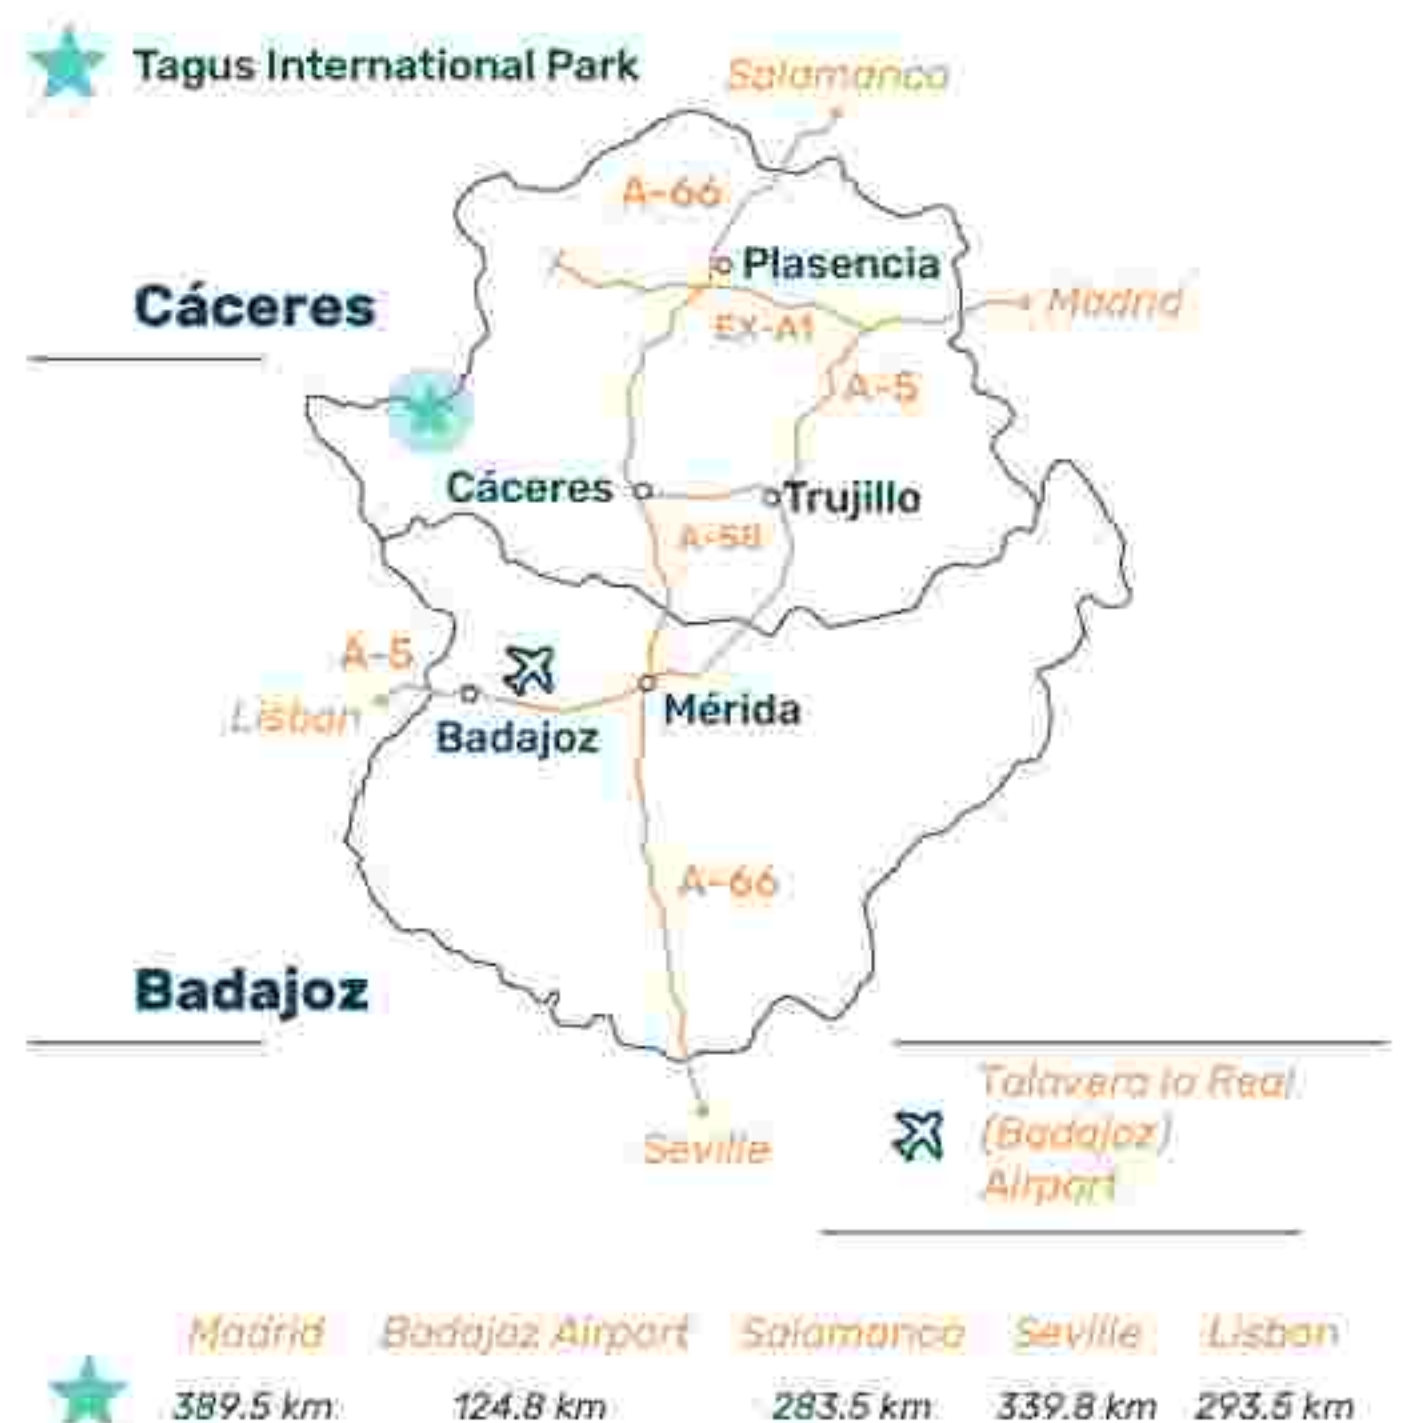 Tagus International Park
Salamanca
A-66
Plasencia
Cáceres
Madrid
EX-A1
A-5
Cáceres
Trujillo
A-58
A-5
Lisbon
Badajoz
Mérida
A-66
Badajoz
Seville
Talavera la Real
(Badajoz)
Airport
Madrid Badajoz Airport Salamanca Seville Lisbon
389.5 km 124.8 km 283.5 km 339.8 km 293.5 km